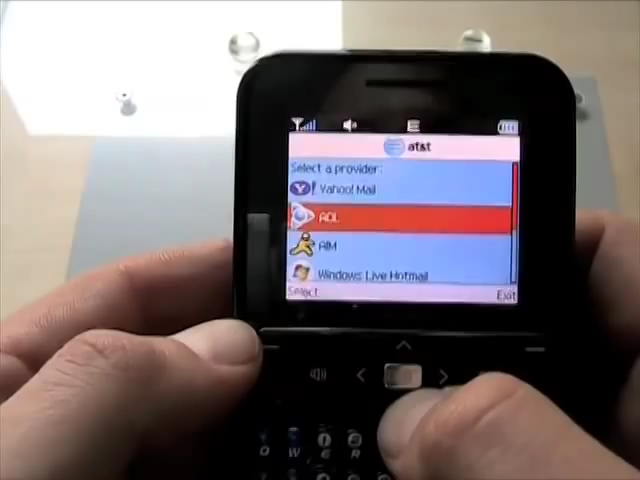 at&t
Select a provider:
Y! Yahoo! Mail
AOL
AIM
Windows Live Hotmail
Select
Exit
W E R